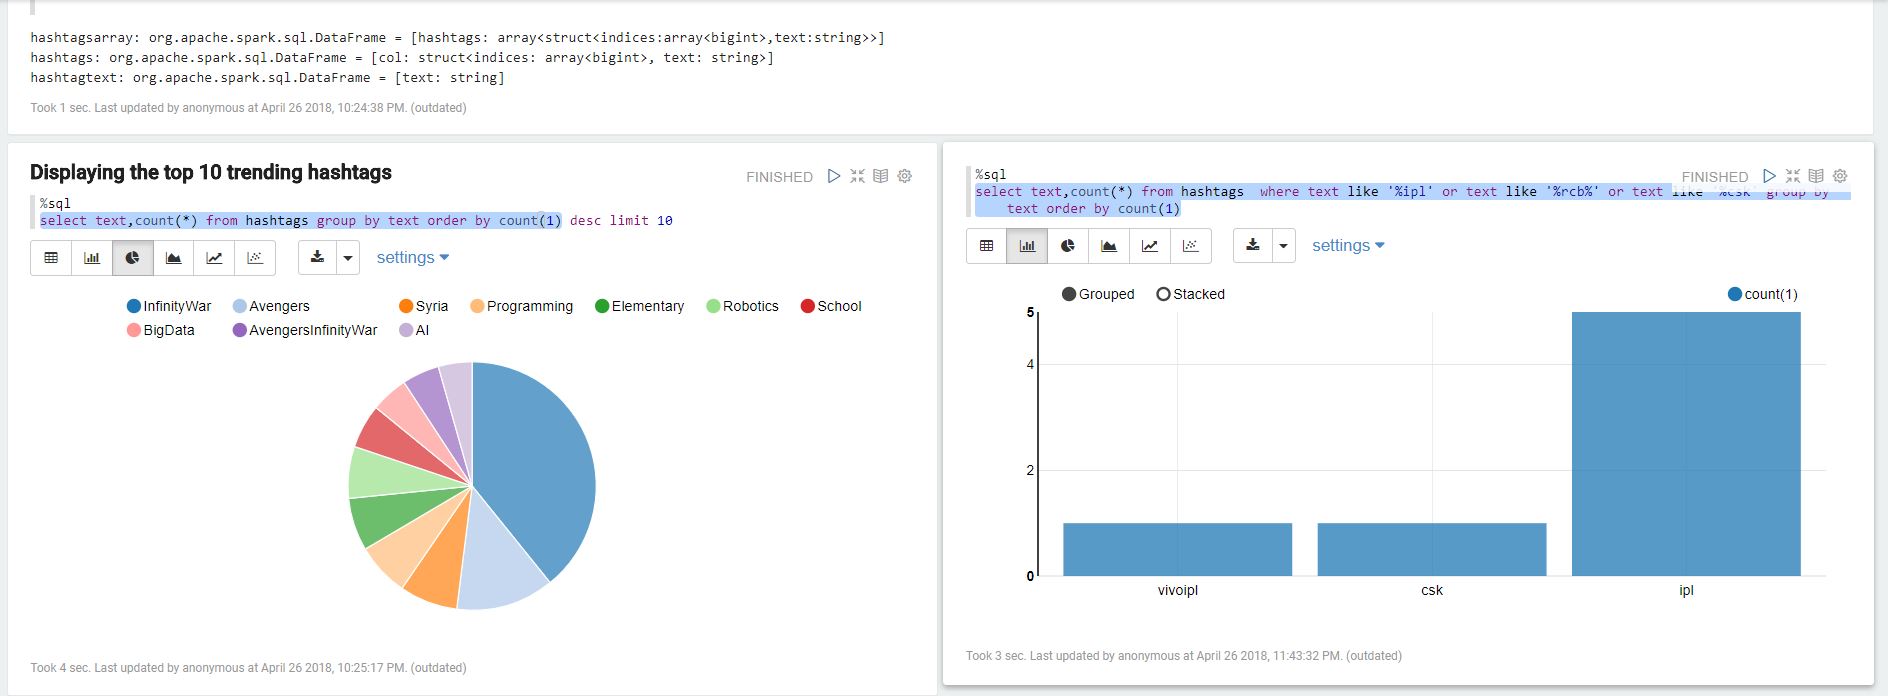 hashtagsarray: org.apache.spark.sql.DataFrame = [hashtags: array<struct<indices:array<bigint>,text:string>>]
hashtags: org.apache.spark.sql.DataFrame = [col: struct<indices: array<bigint>, text: string>]
hashtagtext: org.apache.spark.sql.DataFrame = [text: string]
Took 1 sec. Last updated by anonymous at April 26 2018, 10:24:38 PM. (outdated)
Displaying the top 10 trending hashtags
FINISHED
%sql
select text,count(*) from hashtags group by text order by count(1) desc limit 10
settings
InfinityWar Avengers Syria Programming Elementary Robotics School
BigData AvengersInfinityWar AI
Took 4 sec. Last updated by anonymous at April 26 2018, 10:25:17 PM. (outdated)
FINISHED
%sql
select text,count(*) from hashtags where text like '%ipl' or text like '%rcb%' or text like '%csk' group by
text order by count(1)
settings
Grouped Stacked count(1)
5
4
2
0
vivoipl csk ipl
Took 3 sec. Last updated by anonymous at April 26 2018, 11:43:32 PM. (outdated)